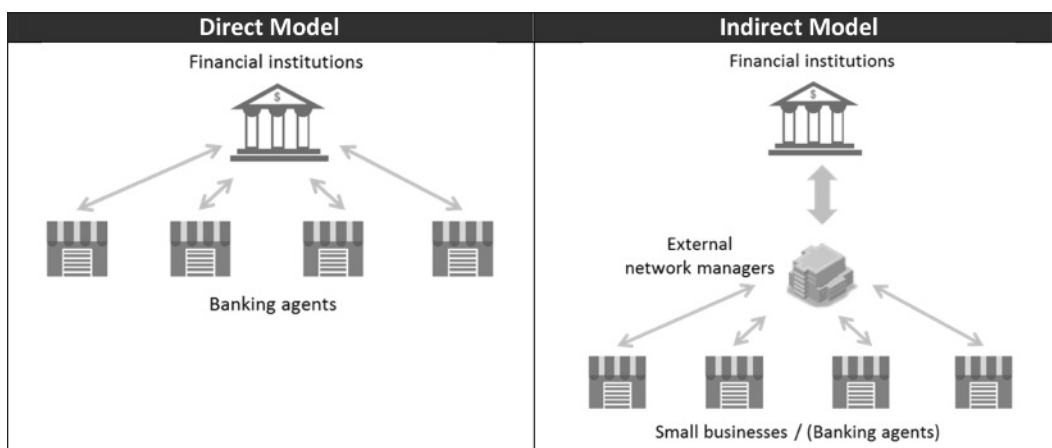 Direct Model
Financial institutions
$
Banking agents
Indirect Model
Financial institutions
$
External
network managers
Small businesses / (Banking agents)